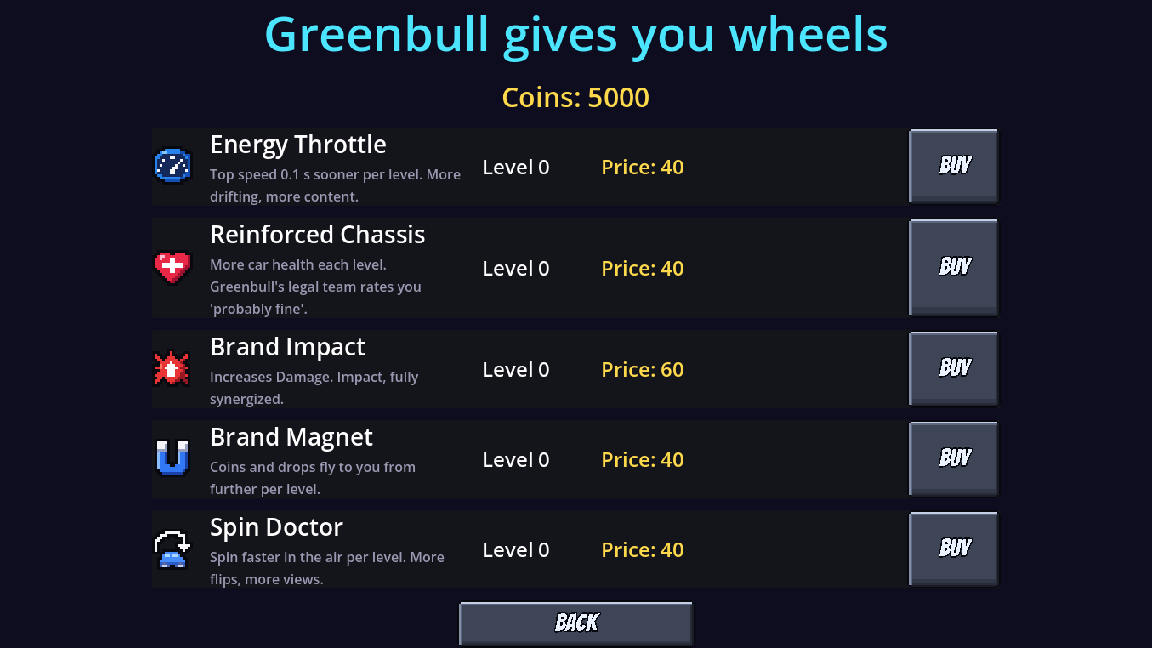 Greenbull gives you wheels
Coins: 5000
Energy Throttle
Top speed 0.1 s sooner per level. More
drifting, more content.
Level 0
Price: 40
BUY
Reinforced Chassis
More car health each level.
Greenbull's legal team rates you
'probably fine'.
Level 0
Price: 40
BUY
Brand Impact
Increases Damage. Impact, fully
synergized.
Level 0
Price: 60
BUY
Brand Magnet
Coins and drops fly to you from
further per level.
Level 0
Price: 40
BUY
Spin Doctor
Spin faster in the air per level. More
flips, more views.
Level 0
Price: 40
BUY
BACK